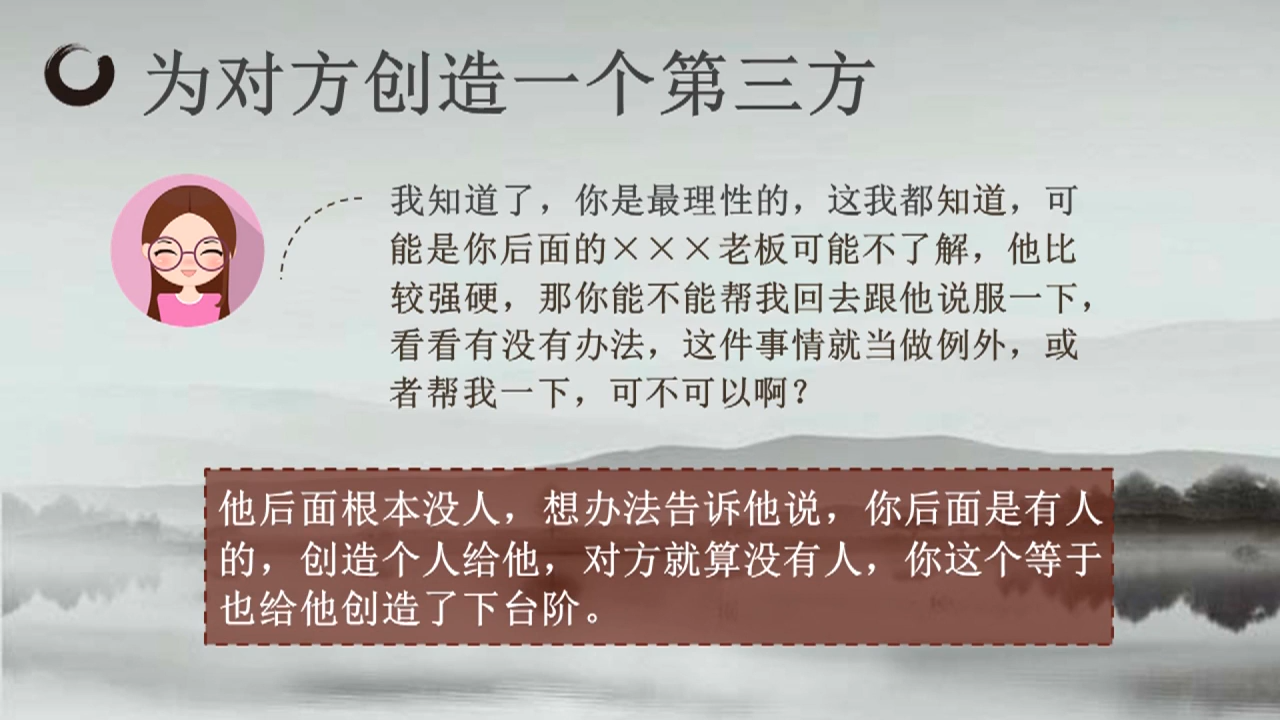 为对方创造一个第三方
我知道了，你是最理性的，这我都知道，可
能是你后面的×××老板可能不了解，他比
较强硬，那你能不能帮我回去跟他说服一下，
看看有没有办法，这件事情就当做例外，或
者帮我一下，可不可以啊？
他后面根本没人，想办法告诉他说，你后面是有人
的，创造个人给他，对方就算没有人，你这个等于
也给他创造了下台阶。